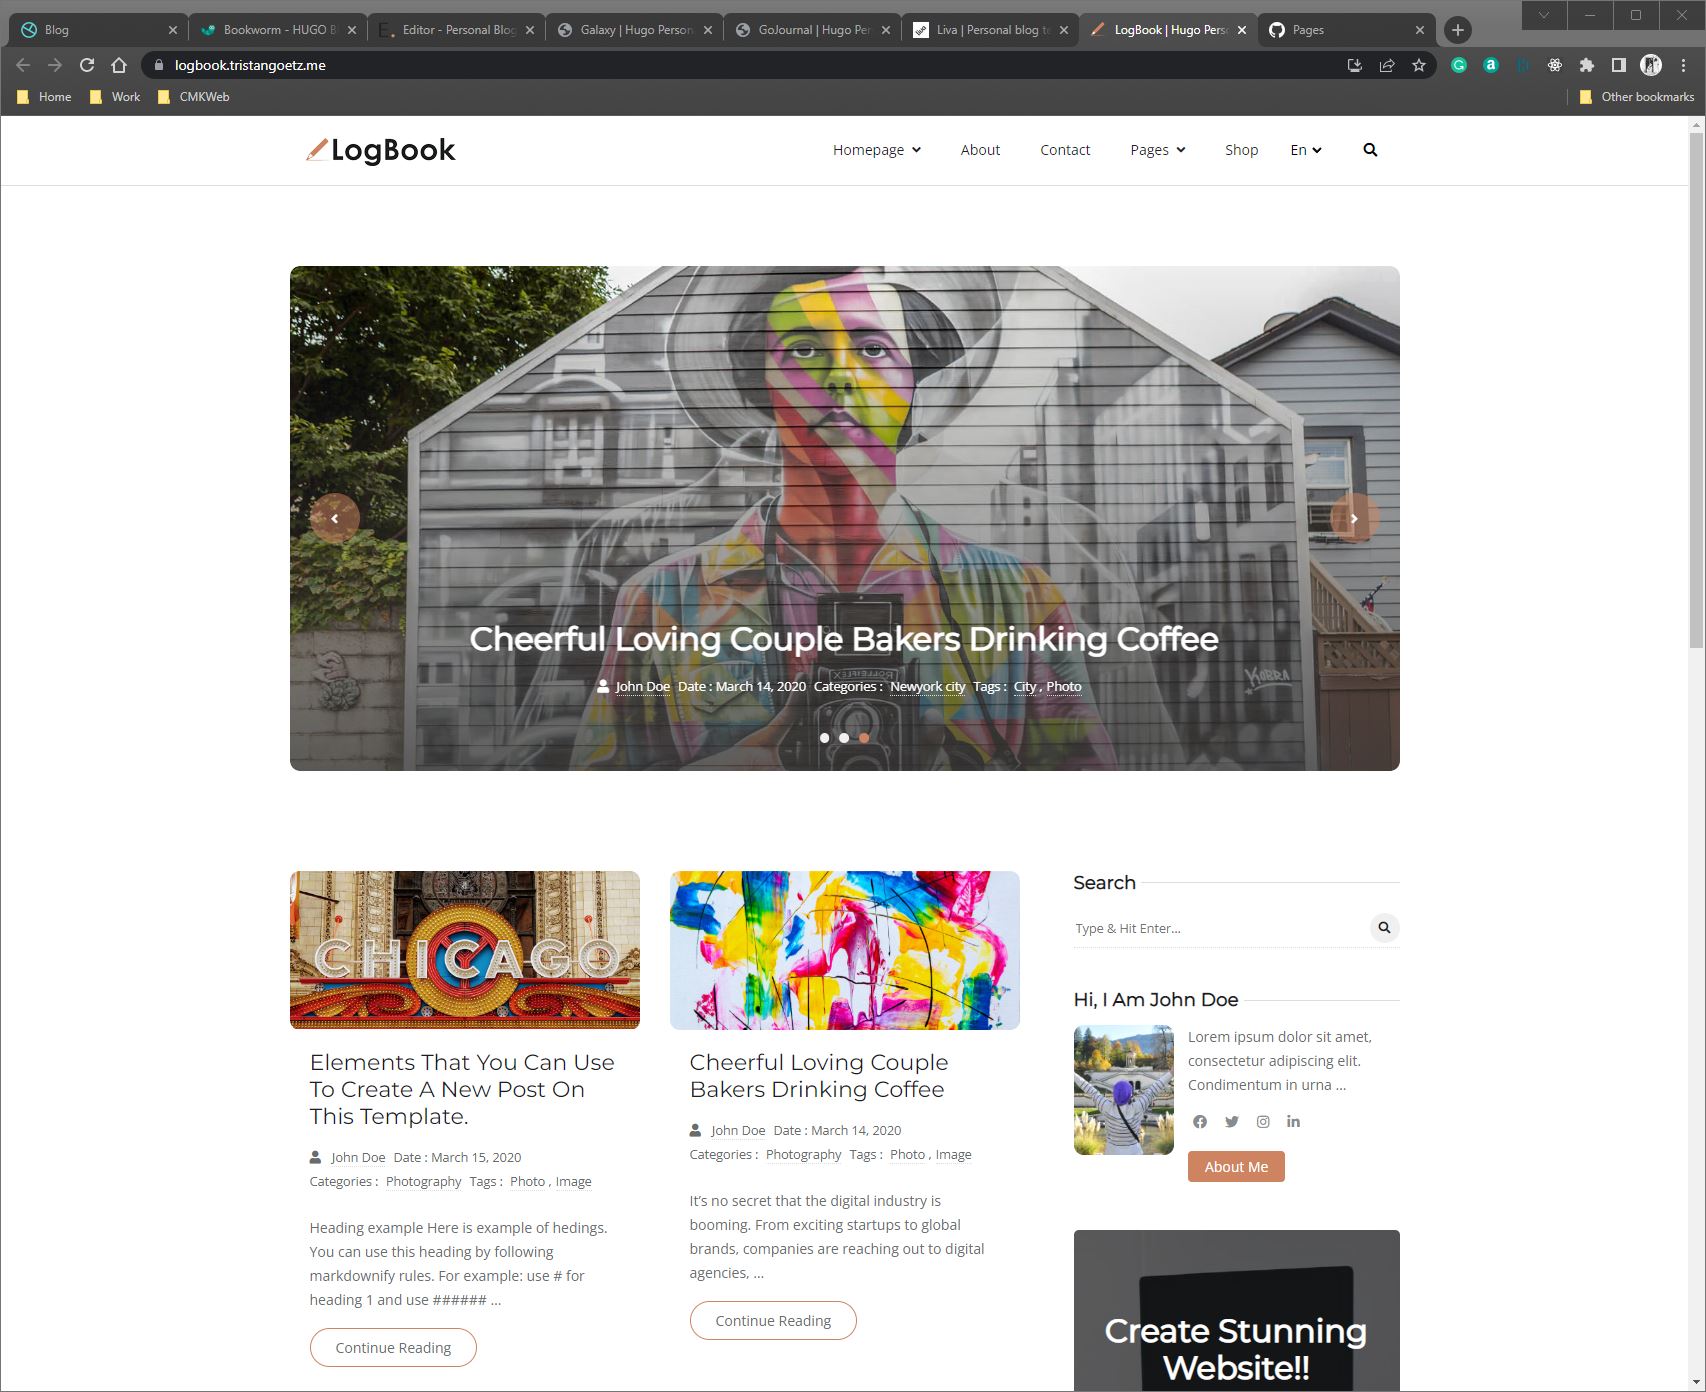 Blog
Bookworm - HUGO B
Editor - Personal Blog
Galaxy | Hugo Person
GoJournal | Hugo Per
Liva | Personal blog te
LogBook | Hugo Pers
Pages
logbook.tristangoetz.me
Home
Work
CMKWeb
Other bookmarks
LogBook
Homepage
About
Contact
Pages
Shop
En
KOBRA
Cheerful Loving Couple Bakers Drinking Coffee
John Doe Date : March 14, 2020 Categories : Newyork city Tags : City , Photo
CHICAGO
Elements That You Can Use
To Create A New Post On
This Template.
John Doe Date : March 15, 2020
Categories : Photography Tags : Photo , Image
Heading example Here is example of hedings.
You can use this heading by following
markdownify rules. For example: use # for
heading 1 and use ###### ...
Continue Reading
Cheerful Loving Couple
Bakers Drinking Coffee
John Doe Date : March 14, 2020
Categories : Photography Tags : Photo , Image
It’s no secret that the digital industry is
booming. From exciting startups to global
brands, companies are reaching out to digital
agencies, ...
Continue Reading
Search
Type & Hit Enter...
Hi, I Am John Doe
Lorem ipsum dolor sit amet,
consectetur adipiscing elit.
Condimentum in urna ...
About Me
Create Stunning
Website!!